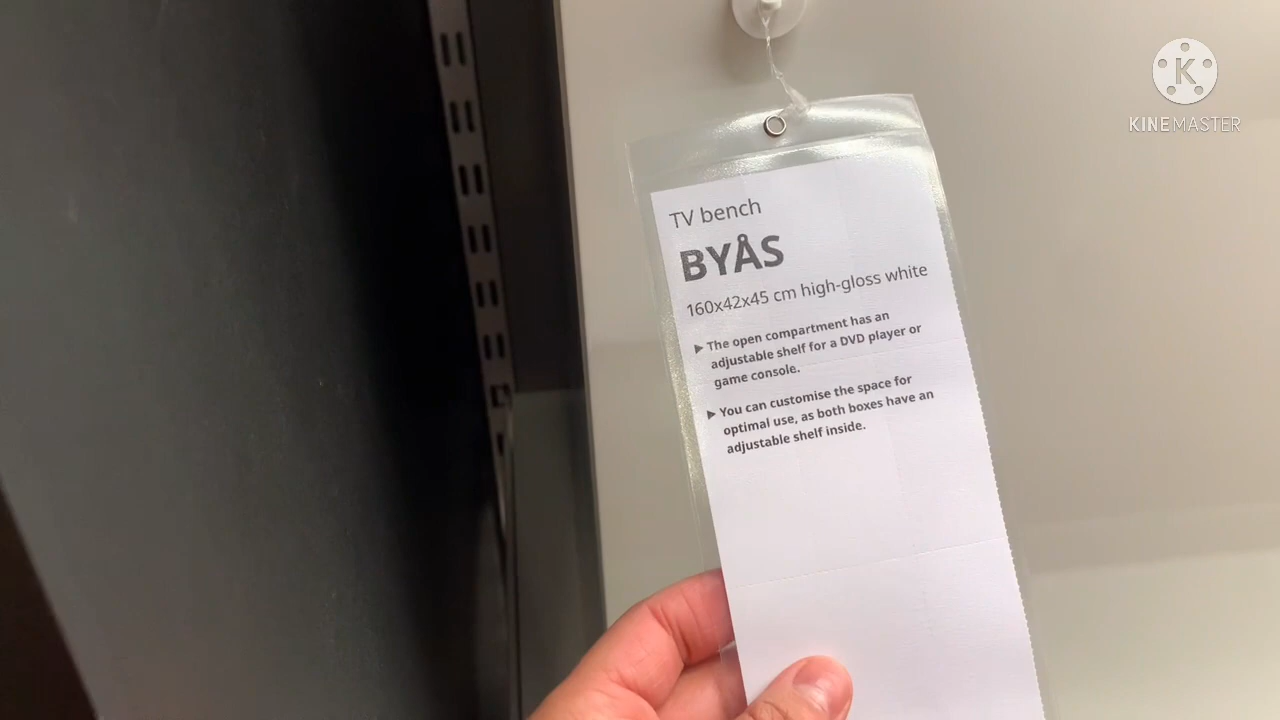 TV bench
BYÅS
160x42x45 cm high-gloss white
▶ The open compartment has an
adjustable shelf for a DVD player or
game console.
▶ You can customise the space for
optimal use, as both boxes have an
adjustable shelf inside.
K
KINEMASTER